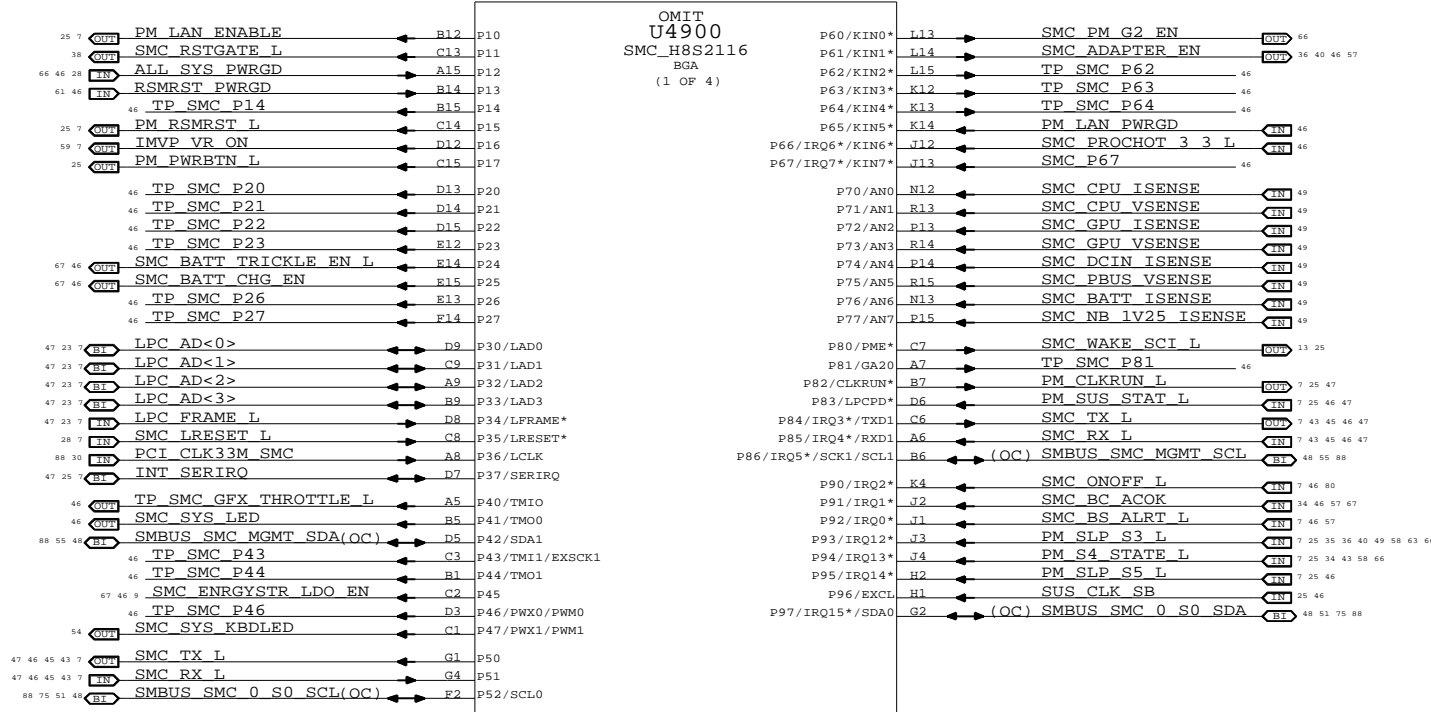 OMIT
U4900
SMC_H8S2116
BGA
(1 OF 4)
25 7 OUT PM_LAN_ENABLE B12 P10
38 OUT SMC_RSTGATE_L C13 P11
66 46 28 IN ALL_SYS_PWRGD A15 P12
61 46 IN RSMRST_PWRGD B14 P13
46 TP_SMC_P14 B15 P14
25 7 OUT PM_RSMRST_L C14 P15
59 7 OUT IMVP_VR_ON D12 P16
25 OUT PM_PWRBTN_L C15 P17
46 TP_SMC_P20 D13 P20
46 TP_SMC_P21 D14 P21
46 TP_SMC_P22 D15 P22
46 TP_SMC_P23 E12 P23
67 46 OUT SMC_BATT_TRICKLE_EN_L E14 P24
67 46 OUT SMC_BATT_CHG_EN E15 P25
46 TP_SMC_P26 E13 P26
46 TP_SMC_P27 F14 P27
47 23 7 BI LPC_AD<0> D9 P30/LAD0
47 23 7 BI LPC_AD<1> C9 P31/LAD1
47 23 7 BI LPC_AD<2> A9 P32/LAD2
47 23 7 BI LPC_AD<3> B9 P33/LAD3
47 23 7 IN LPC_FRAME_L D8 P34/LFRAME*
28 7 IN SMC_LRESET_L C8 P35/LRESET*
88 30 IN PCI_CLK33M_SMC A8 P36/LCLK
47 25 7 BI INT_SERIRQ D7 P37/SERIRQ
46 OUT TP_SMC_GFX_THROTTLE_L A5 P40/TMIO
46 OUT SMC_SYS_LED B5 P41/TMO0
88 55 48 BI SMBUS_SMC_MGMT_SDA (OC) D5 P42/SDA1
46 TP_SMC_P43 C3 P43/TMI1/EXSCK1
46 TP_SMC_P44 B1 P44/TMO1
67 46 9 SMC_ENRGYSTR_LDO_EN C2 P45
46 TP_SMC_P46 D3 P46/PWX0/PWM0
54 OUT SMC_SYS_KBDLED C1 P47/PWX1/PWM1
47 46 45 43 7 OUT SMC_TX_L G1 P50
47 46 45 43 7 IN SMC_RX_L G4 P51
88 75 51 48 BI SMBUS_SMC_0_S0_SCL (OC) F2 P52/SCL0
P60/KIN0* L13 SMC_PM_G2_EN OUT 66
P61/KIN1* L14 SMC_ADAPTER_EN OUT 36 40 46 57
P62/KIN2* L15 TP_SMC_P62 46
P63/KIN3* K12 TP_SMC_P63 46
P64/KIN4* K13 TP_SMC_P64 46
P65/KIN5* K14 PM_LAN_PWRGD IN 46
P66/IRQ6*/KIN6* J12 SMC_PROCHOT_3_3_L IN 46
P67/IRQ7*/KIN7* J13 SMC_P67 46
P70/AN0 N12 SMC_CPU_ISENSE IN 49
P71/AN1 R13 SMC_CPU_VSENSE IN 49
P72/AN2 P13 SMC_GPU_ISENSE IN 49
P73/AN3 R14 SMC_GPU_VSENSE IN 49
P74/AN4 P14 SMC_DCIN_ISENSE IN 49
P75/AN5 R15 SMC_PBUS_VSENSE IN 49
P76/AN6 N13 SMC_BATT_ISENSE IN 49
P77/AN7 P15 SMC_NB_1V25_ISENSE IN 49
P80/PME* C7 SMC_WAKE_SCI_L OUT 13 25
P81/GA20 A7 TP_SMC_P81 46
P82/CLKRUN* B7 PM_CLKRUN_L OUT 7 25 47
P83/LPCPD* D6 PM_SUS_STAT_L IN 7 25 46 47
P84/IRQ3*/TXD1 C6 SMC_TX_L OUT 7 43 45 46 47
P85/IRQ4*/RXD1 A6 SMC_RX_L IN 7 43 45 46 47
P86/IRQ5*/SCK1/SCL1 B6 (OC) SMBUS_SMC_MGMT_SCL BI 48 55 88
P90/IRQ2* K4 SMC_ONOFF_L IN 7 46 80
P91/IRQ1* J2 SMC_BC_ACOK IN 34 46 57 67
P92/IRQ0* J1 SMC_BS_ALRT_L IN 7 46 57
P93/IRQ12* J3 PM_SLP_S3_L IN 7 25 35 36 40 49 58 63
P94/IRQ13* J4 PM_S4_STATE_L IN 7 25 34 43 58 66
P95/IRQ14* H2 PM_SLP_S5_L IN 7 25 46
P96/EXCL H1 SUS_CLK_SB IN 25 46
P97/IRQ15*/SDA0 G2 (OC) SMBUS_SMC_0_S0_SDA BI 48 51 75 88